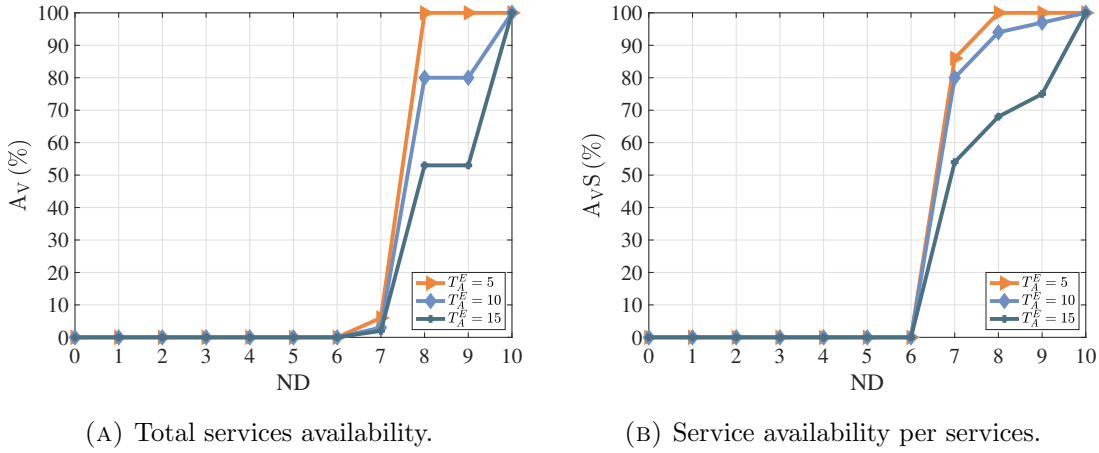 100
90
80
70
60
50
40
30
20
10
0
A_V (%)
0 1 2 3 4 5 6 7 8 9 10
ND
T_A^E = 5
T_A^E = 10
T_A^E = 15
(A) Total services availability.
100
90
80
70
60
50
40
30
20
10
0
A_V S (%)
0 1 2 3 4 5 6 7 8 9 10
ND
T_A^E = 5
T_A^E = 10
T_A^E = 15
(B) Service availability per services.